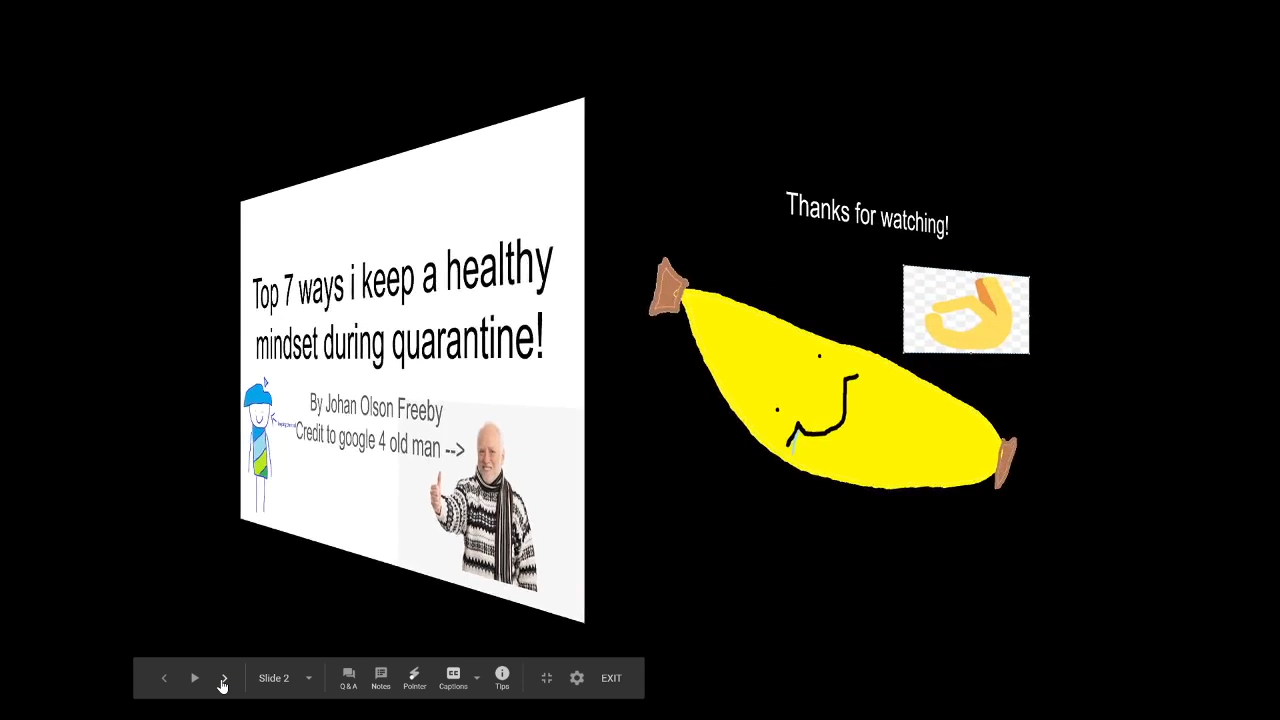 Top 7 ways i keep a healthy
mindset during quarantine!
By Johan Olson Freeby
Credit to google 4 old man -->
Thanks for watching!
Slide 2
Q & A
Notes
Pointer
Captions
Tips
EXIT
CC